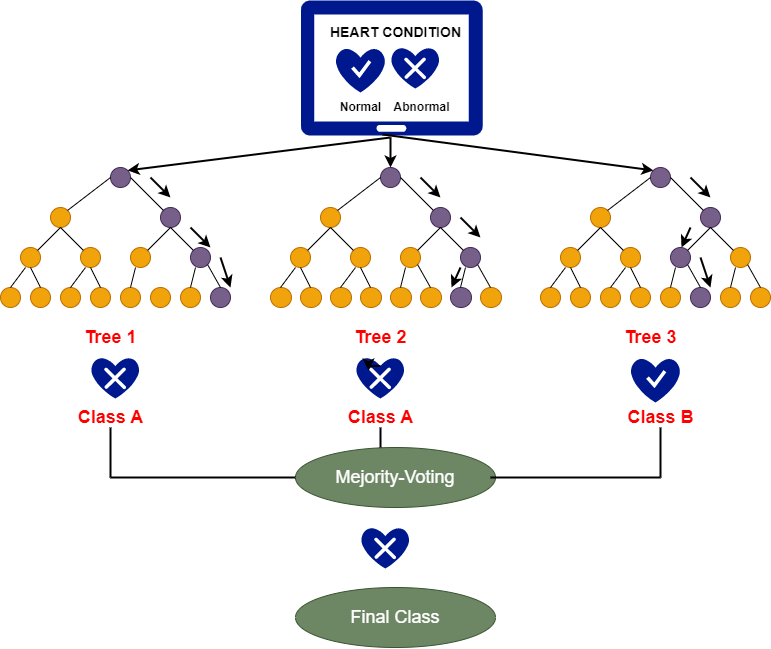 HEART CONDITION
Normal Abnormal
Tree 1 Tree 2 Tree 3
Class A Class A Class B
Mejority-Voting
Final Class